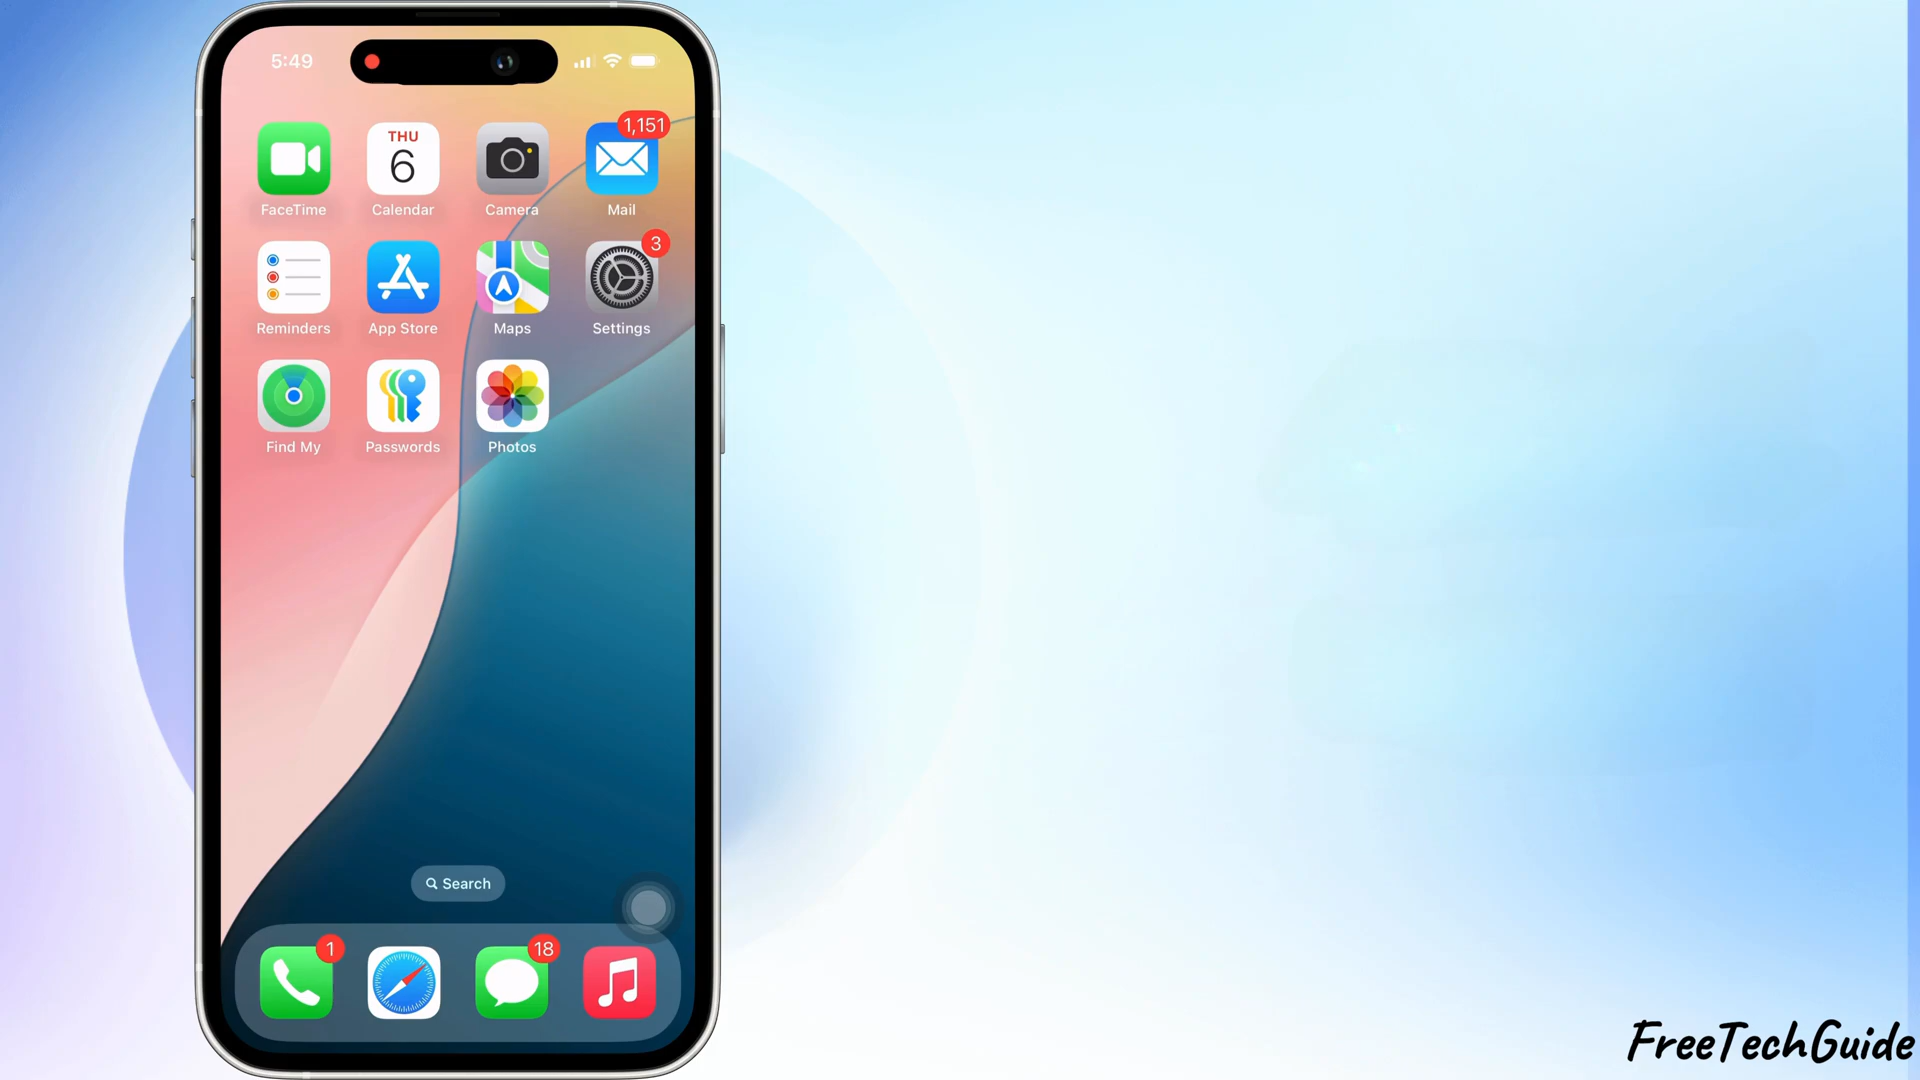 5:49
1,151
THU
6
FaceTime Calendar Camera Mail
3
Reminders App Store Maps Settings
Find My Passwords Photos
Search
1 18
FreeTechGuide